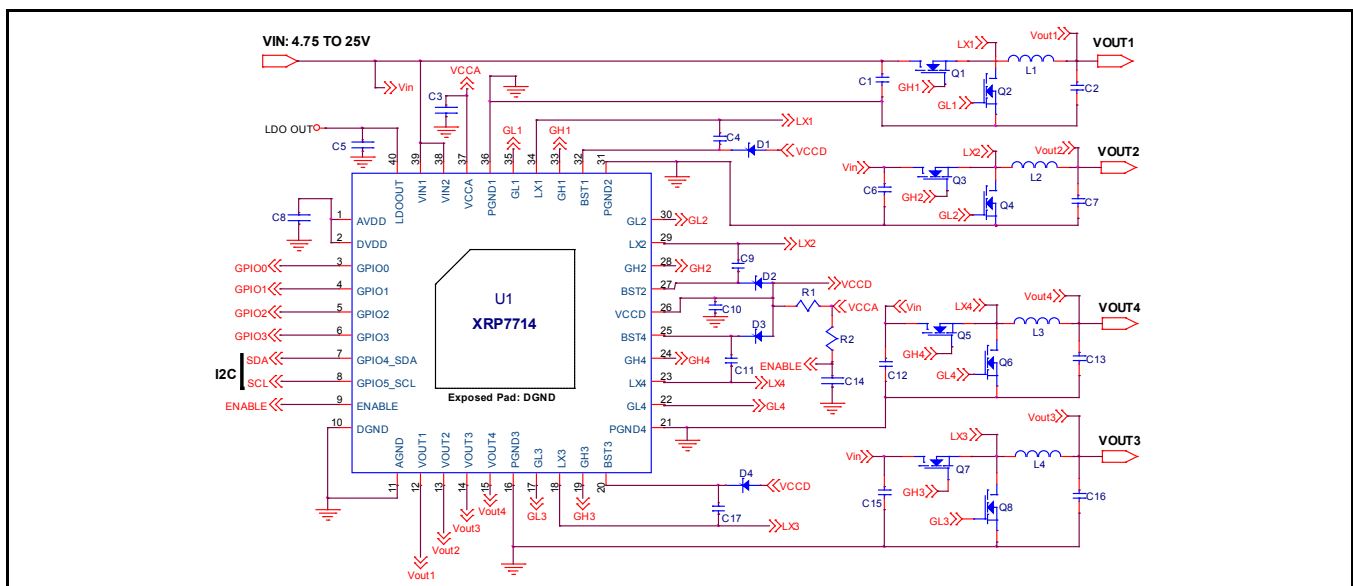 VIN: 4.75 TO 25V
Vin
VCCA
C3
LDO OUT
C5
GL1
GH1
C4
LX1
D1
VCCD
40
39
38
37
36
35
34
33
32
31
LDOOUT
VIN1
VIN2
VCCA
PGND1
GL1
LX1
GH1
BST1
PGND2
C1
GH1
Q1
LX1
GL1
Q2
L1
Vout1
VOUT1
C2
Vin
C6
GH2
Q3
LX2
GL2
Q4
L2
Vout2
VOUT2
C7
C8
1 AVDD
2 DVDD
GPIO0 3 GPIO0
GPIO1 4 GPIO1
GPIO2 5 GPIO2
GPIO3 6 GPIO3
I2C
SDA 7 GPIO4_SDA
SCL 8 GPIO5_SCL
ENABLE 9 ENABLE
10 DGND
U1
XRP7714
Exposed Pad: DGND
GL2 30 GL2
LX2 29 LX2
GH2 28 GH2
BST2 27
VCCD 26
BST4 25
GH4 24 GH4
LX4 23 LX4
GL4 22 GL4
PGND4 21
C9
D2
VCCD
C10
R1
VCCA
D3
R2
C11
ENABLE
C14
Vin
C12
GH4
Q5
LX4
GL4
Q6
L3
Vout4
VOUT4
C13
AGND
VOUT1
VOUT2
VOUT3
VOUT4
PGND3
GL3
LX3
GH3
BST3
11
12
13
14
15
16
17
18
19
20
Vout1
Vout2
Vout3
Vout4
GL3
GH3
D4
VCCD
C17
LX3
Vin
C15
GH3
Q7
LX3
GL3
Q8
L4
Vout3
VOUT3
C16